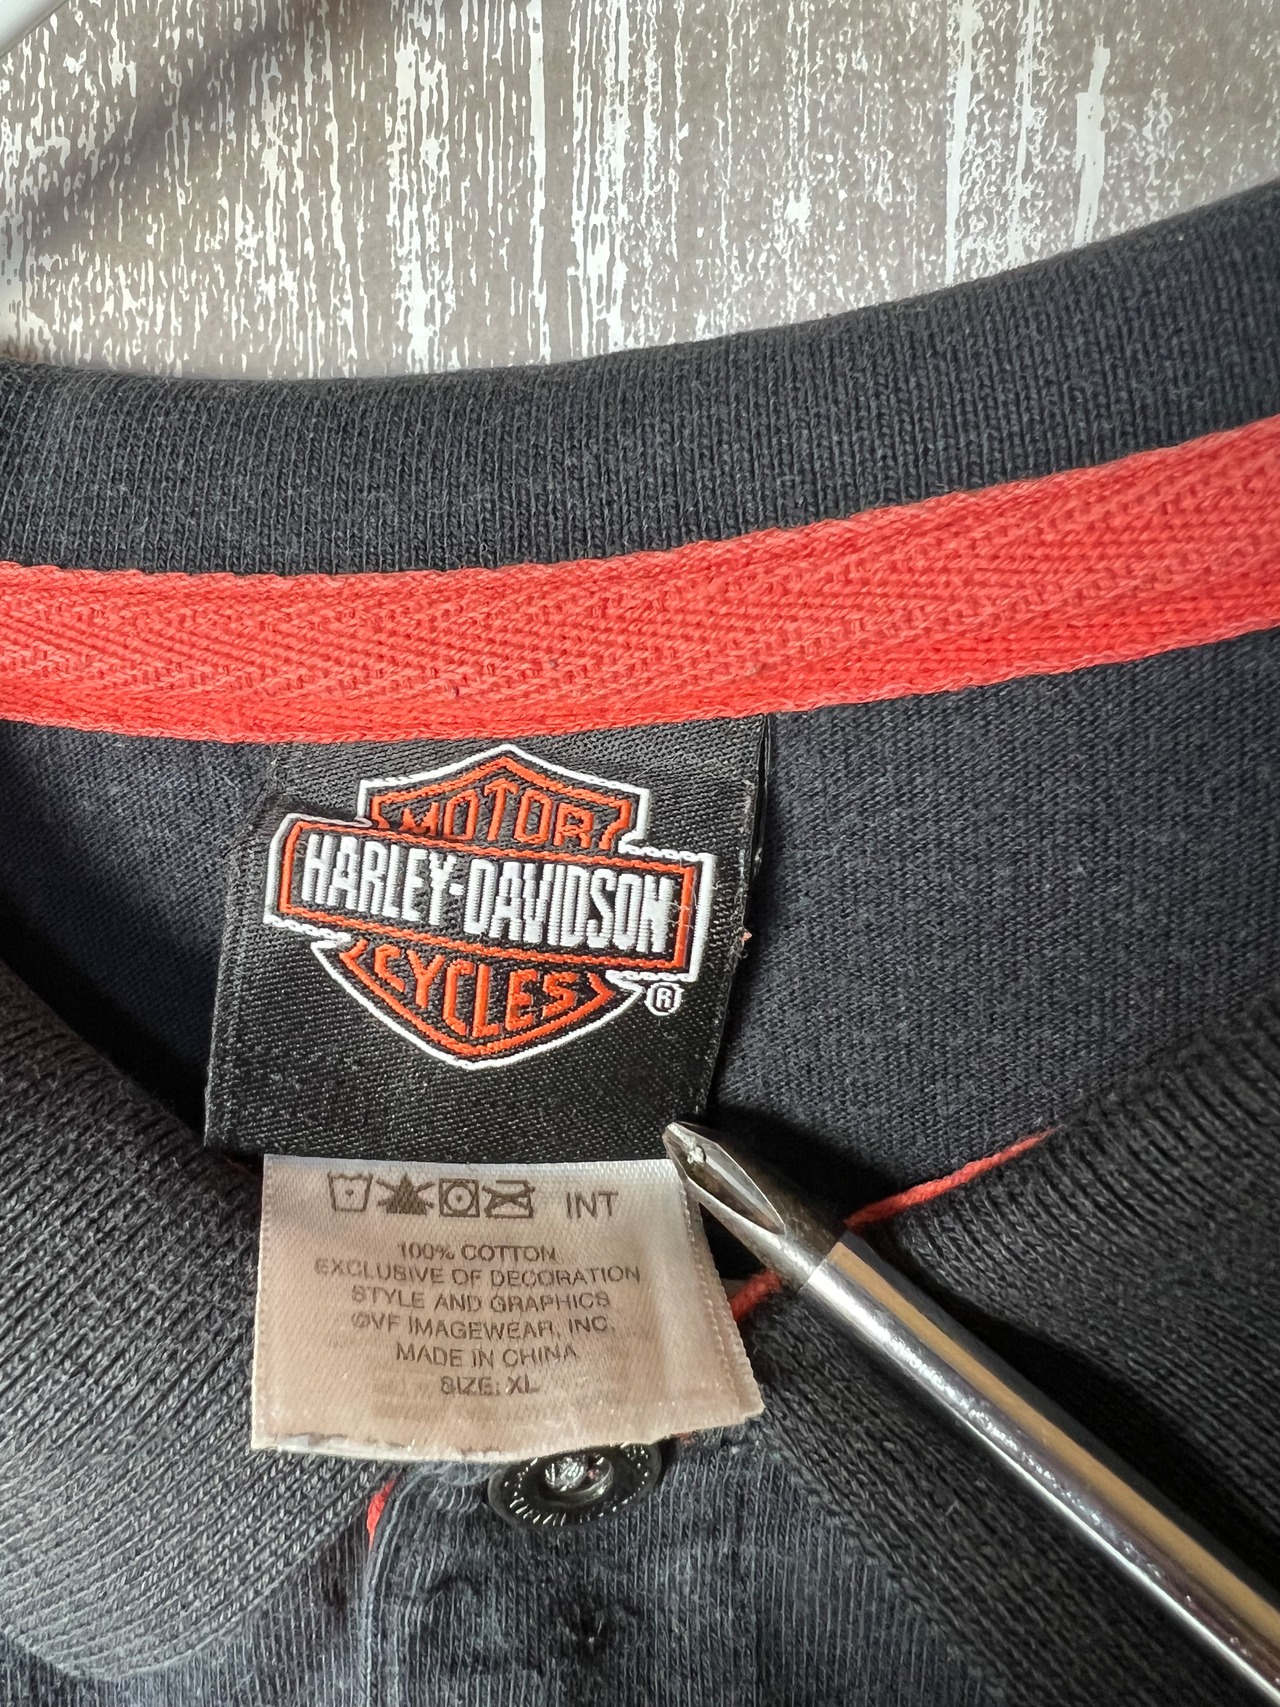 MOTOR
HARLEY-DAVIDSON
CYCLES
®
INT
100% COTTON
EXCLUSIVE OF DECORATION
STYLE AND GRAPHICS
©VF IMAGEWEAR, INC.
MADE IN CHINA
SIZE: XL